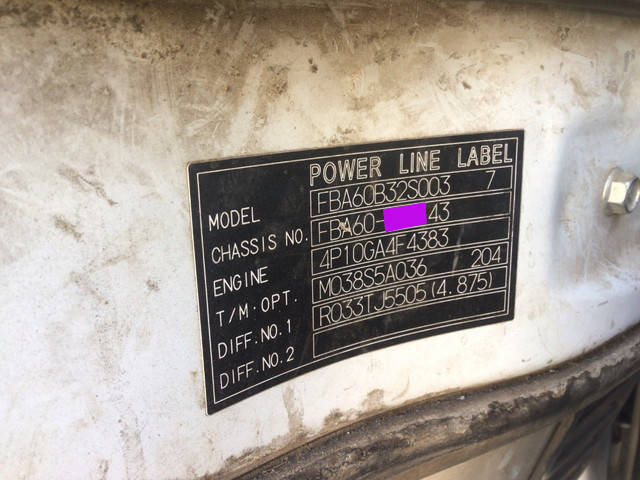 POWER LINE LABEL
MODEL FBA60B32S003 7
CHASSIS NO. FBA60- 43
ENGINE 4P10GA4F4383
T/M·OPT. M038S5A036 204
DIFF.NO.1 R033TJ5505(4.875)
DIFF.NO.2